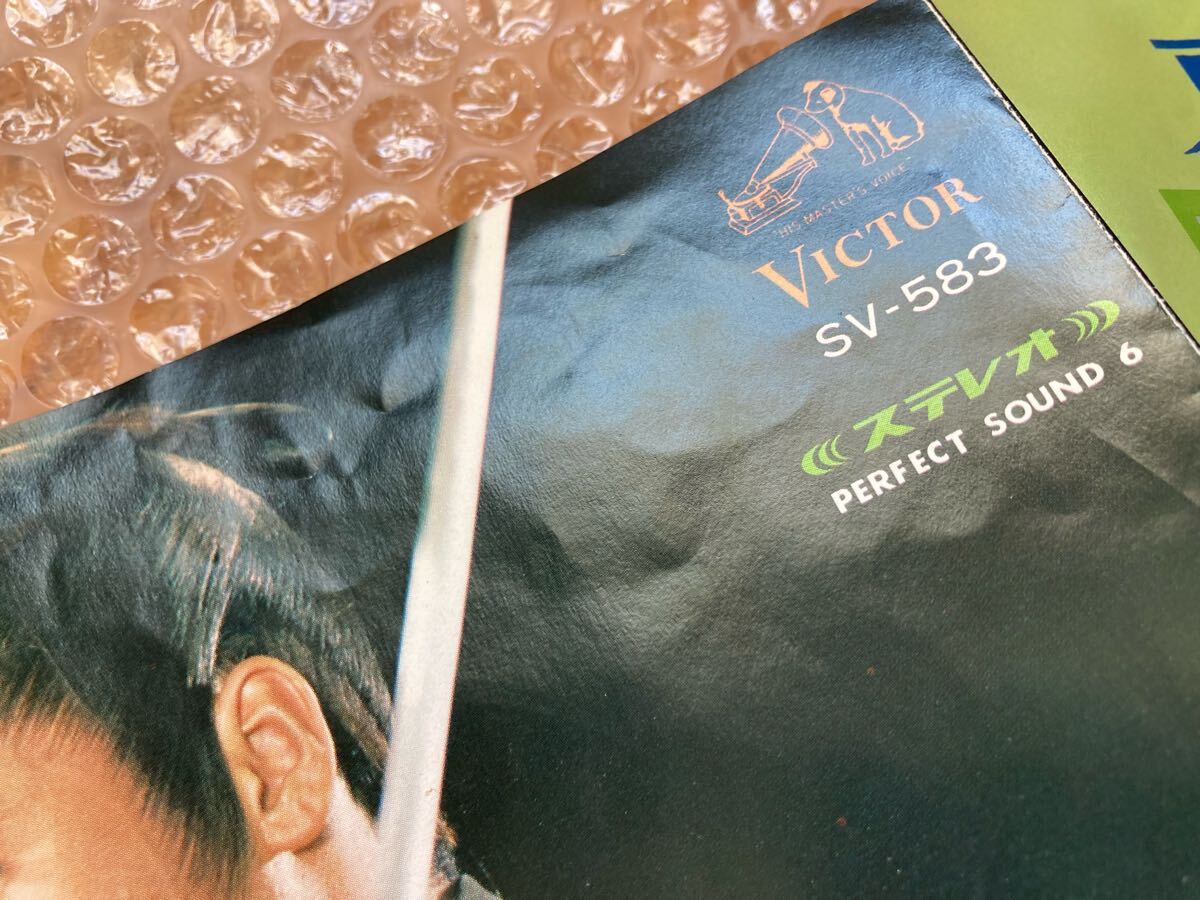 "HIS MASTER'S VOICE"
VICTOR
SV-583
ステレオ
PERFECT SOUND 6